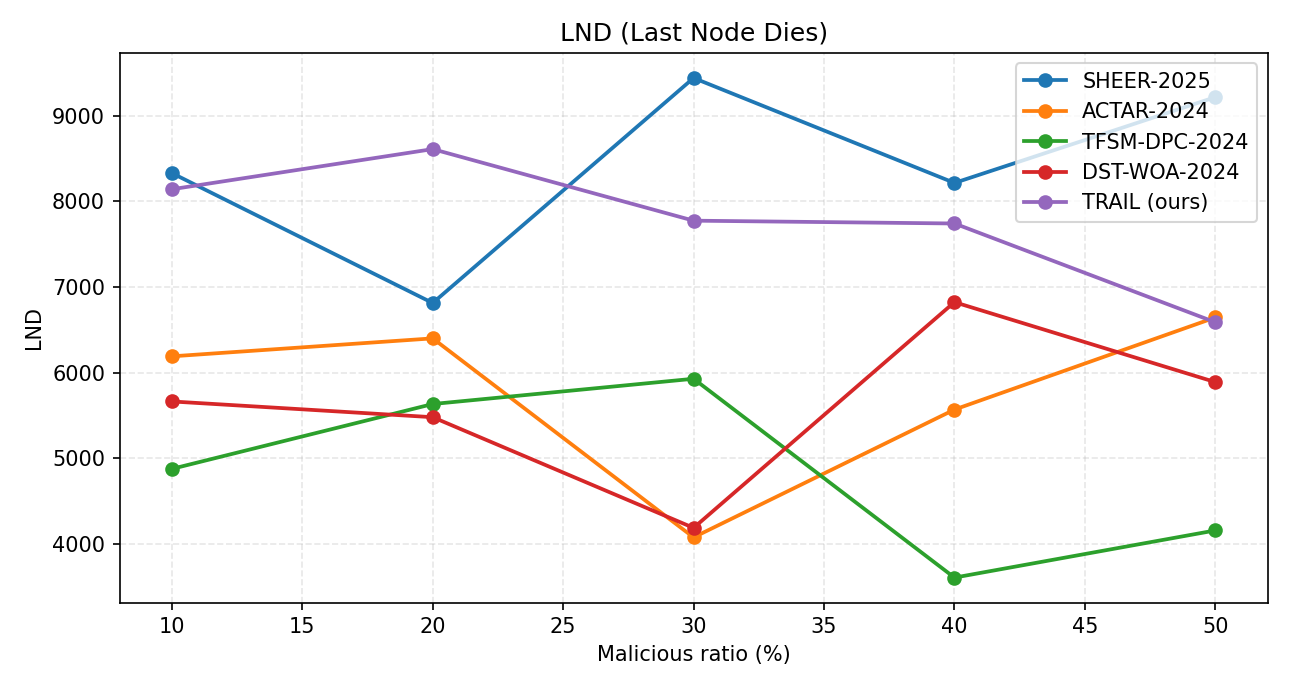 LND (Last Node Dies)
SHEER-2025
ACTAR-2024
TFSM-DPC-2024
DST-WOA-2024
TRAIL (ours)
9000
8000
7000
6000
5000
4000
LND
10 15 20 25 30 35 40 45 50
Malicious ratio (%)